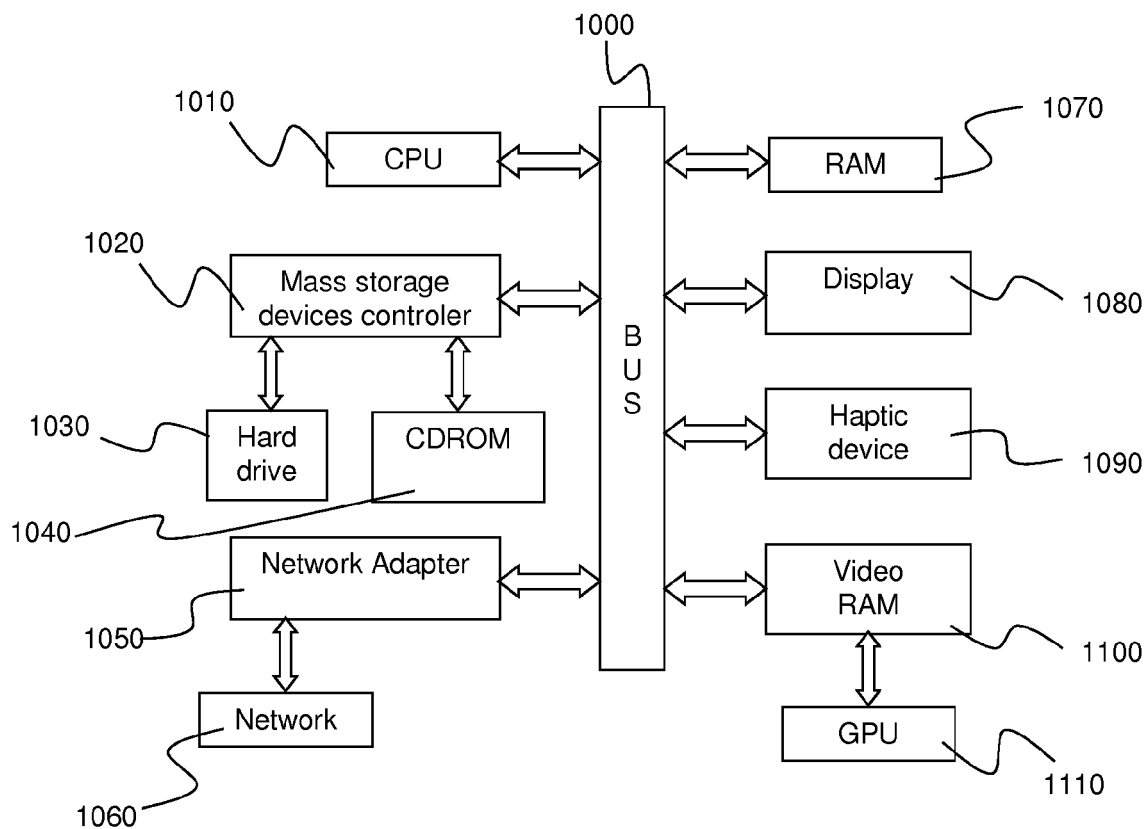 1000
1010
CPU
1070
RAM
1020
Mass storage
devices controler
Display
1080
B
U
S
1030
Hard
drive
CDROM
Haptic
device
1090
1040
Network Adapter
Video
RAM
1050
1100
Network
GPU
1060
1110